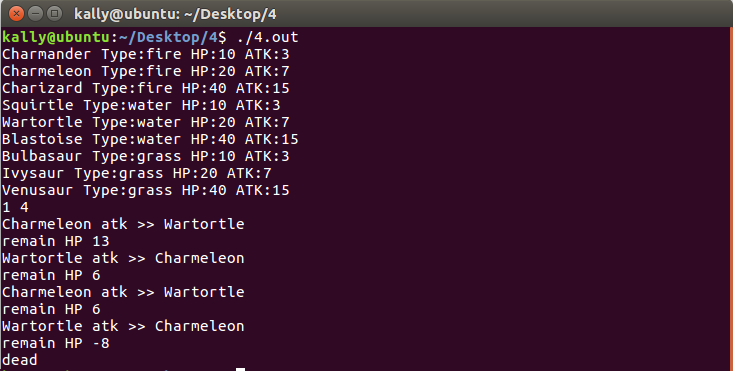 kally@ubuntu: ~/Desktop/4
kally@ubuntu:~/Desktop/4$ ./4.out
Charmander Type:fire HP:10 ATK:3
Charmeleon Type:fire HP:20 ATK:7
Charizard Type:fire HP:40 ATK:15
Squirtle Type:water HP:10 ATK:3
Wartortle Type:water HP:20 ATK:7
Blastoise Type:water HP:40 ATK:15
Bulbasaur Type:grass HP:10 ATK:3
Ivysaur Type:grass HP:20 ATK:7
Venusaur Type:grass HP:40 ATK:15
1 4
Charmeleon atk >> Wartortle
remain HP 13
Wartortle atk >> Charmeleon
remain HP 6
Charmeleon atk >> Wartortle
remain HP 6
Wartortle atk >> Charmeleon
remain HP -8
dead